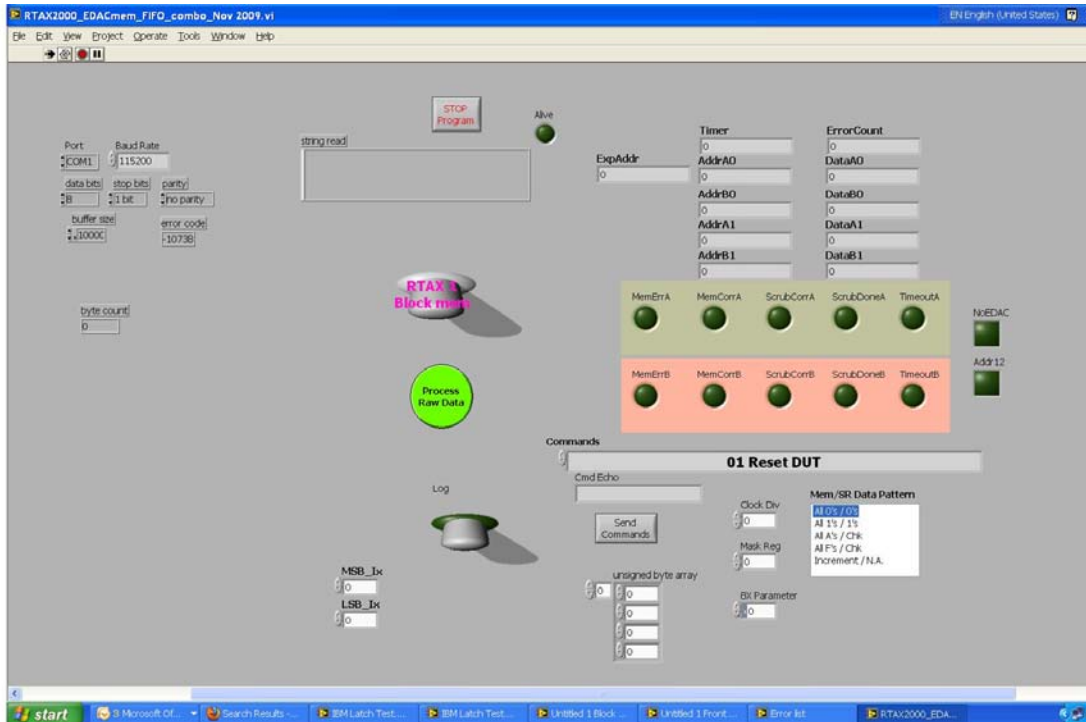 RTAX2000_EDACmem_FIFO_combo_Nov 2009.vi
EN English (United States)
File Edit View Project Operate Tools Window Help
STOP
Program
Alive
string read
Port
Baud Rate
COM1
115200
data bits
stop bits
parity
8
1 bit
no parity
buffer size
error code
1000C
-1073B
byte count
0
ExpAddr
0
Timer
ErrorCount
0
0
AddrA0
DataA0
0
0
AddrB0
DataB0
0
0
AddrA1
DataA1
0
0
AddrB1
DataB1
0
0
RTAX 1
Block mem
MemErrA
MemCorrA
ScrubCorrA
ScrubDoneA
TimeoutA
NoEDAC
MemErrB
MemCorrB
ScrubCorrB
ScrubDoneB
TimeoutB
Addr12
Process
Raw Data
Commands
01 Reset DUT
Cmd Echo
Log
Send
Commands
Clock Div
0
Mask Reg
0
BX Parameter
0
Mem/SR Data Pattern
All 0's / 0's
All 1's / 1's
All A's / Chk
All F's / Chk
Increment / N.A.
MSB_Ix
0
LSB_Ix
0
unsigned byte array
0
0
0
0
0
start
3 Microsoft Of...
Search Results -...
IBM Latch Test....
IBM Latch Test....
Untitled 1 Block ...
Untitled 1 Front ...
Error list
RTAX2000_EDA...